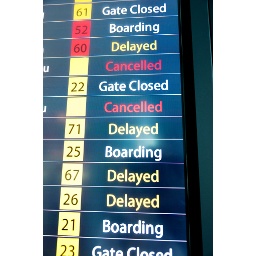 61 Gate Closed
52 Boarding
60 Delayed
Cancelled
22 Gate Closed
Cancelled
71 Delayed
25 Boarding
67 Delayed
26 Delayed
21 Boarding
23 Gate Closed